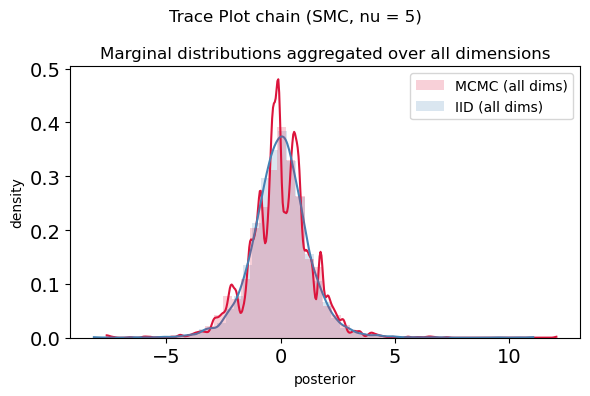 Trace Plot chain (SMC, nu = 5)
Marginal distributions aggregated over all dimensions
MCMC (all dims)
IID (all dims)
density
0.5
0.4
0.3
0.2
0.1
0.0
−5
0
5
10
posterior